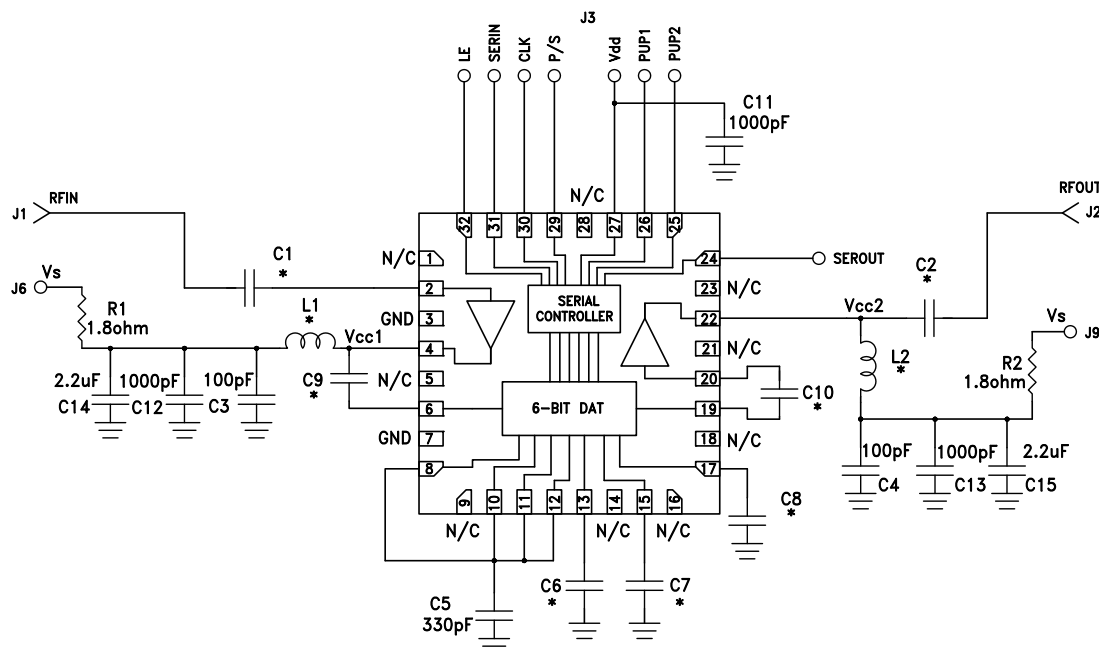 J3
LE
SERIN
CLK
P/S
Vdd
PUP1
PUP2
C11
1000pF
RFIN
J1
RFOUT
J2
N/C
32
31
30
29
28
27
26
25
N/C
1
24
SEROUT
C1
*
2
23
N/C
C2
*
Vs
J6
R1
1.8ohm
L1
*
GND
3
SERIAL
CONTROLLER
22
Vcc2
Vs
J9
Vcc1
4
21
N/C
L2
*
R2
1.8ohm
2.2uF
C14
1000pF
C12
100pF
C3
C9
*
N/C
5
20
C10
*
6
6-BIT DAT
19
GND
7
18
N/C
8
17
100pF
C4
1000pF
C13
2.2uF
C15
9
10
11
12
13
14
15
16
N/C
N/C
N/C
C8
*
C5
330pF
C6
*
C7
*